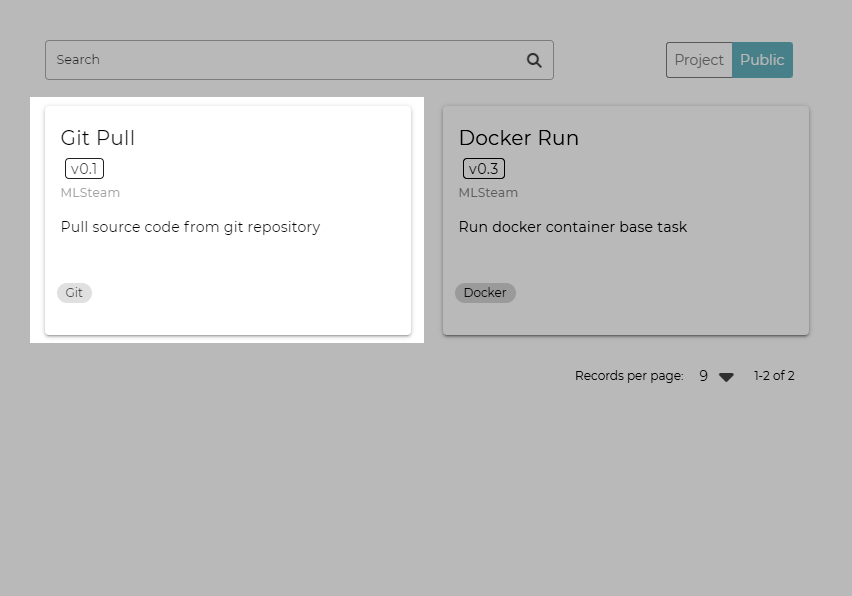 Search
Project
Public
Git Pull
v0.1
MLSteam
Pull source code from git repository
Git
Docker Run
v0.3
MLSteam
Run docker container base task
Docker
Records per page: 9 1-2 of 2